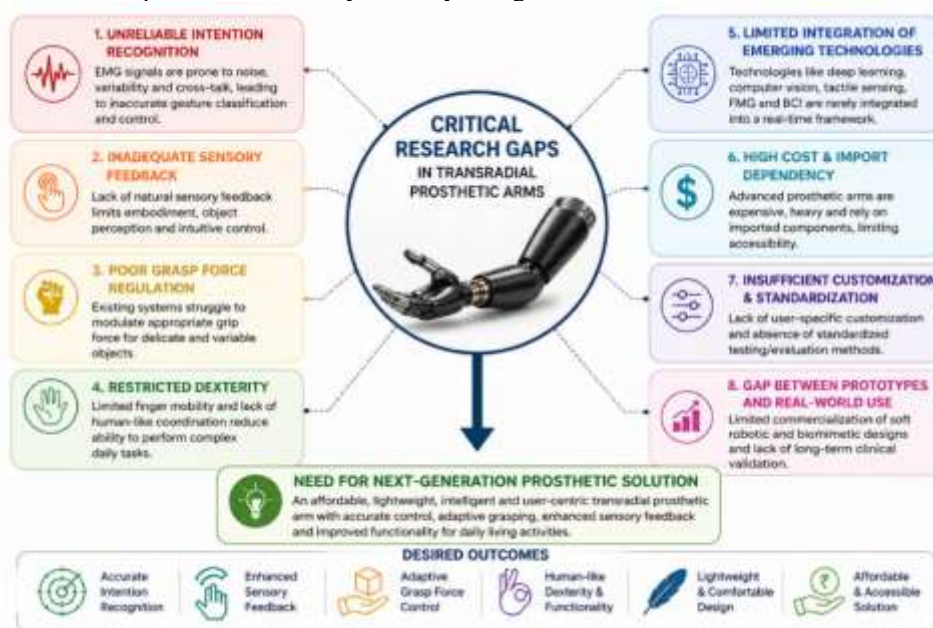 1. UNRELIABLE INTENTION
RECOGNITION
EMG signals are prone to noise,
variability and cross-talk, leading
to inaccurate gesture classification
and control.
2. INADEQUATE SENSORY
FEEDBACK
Lack of natural sensory feedback
limits embodiment, object
perception and intuitive control.
3. POOR GRASP FORCE
REGULATION
Existing systems struggle to
modulate appropriate grip
force for delicate and variable
objects
4. RESTRICTED DEXTERITY
Limited finger mobility and lack of
human-like coordination reduce
ability to perform complex
daily tasks.
CRITICAL
RESEARCH GAPS
IN TRANSRADIAL
PROSTHETIC ARMS
5. LIMITED INTEGRATION OF
EMERGING TECHNOLOGIES
Technologies like deep learning,
computer vision, tactile sensing,
FMG and BCI are rarely integrated
into a real-time framework.
6. HIGH COST & IMPORT
DEPENDENCY
$
Advanced prosthetic arms are
expensive, heavy and rely on
imported components, limiting
accessibility.
7. INSUFFICIENT CUSTOMIZATION
& STANDARDIZATION
Lack of user-specific customization
and absence of standardized
testing/evaluation methods.
8. GAP BETWEEN PROTOTYPES
AND REAL-WORLD USE
Limited commercialization of soft
robotic and biomimetic designs
and lack of long-term clinical
validation.
NEED FOR NEXT-GENERATION PROSTHETIC SOLUTION
An affordable, lightweight, intelligent and user-centric transradial prosthetic
arm with accurate control, adaptive grasping, enhanced sensory feedback
and improved functionality for daily living activities.
DESIRED OUTCOMES
Accurate
Intention
Recognition
Enhanced
Sensory
Feedback
Adaptive
Grasp Force
Control
Human-like
Dexterity &
Functionality
Lightweight
& Comfortable
Design
₹
Affordable
& Accessible
Solution